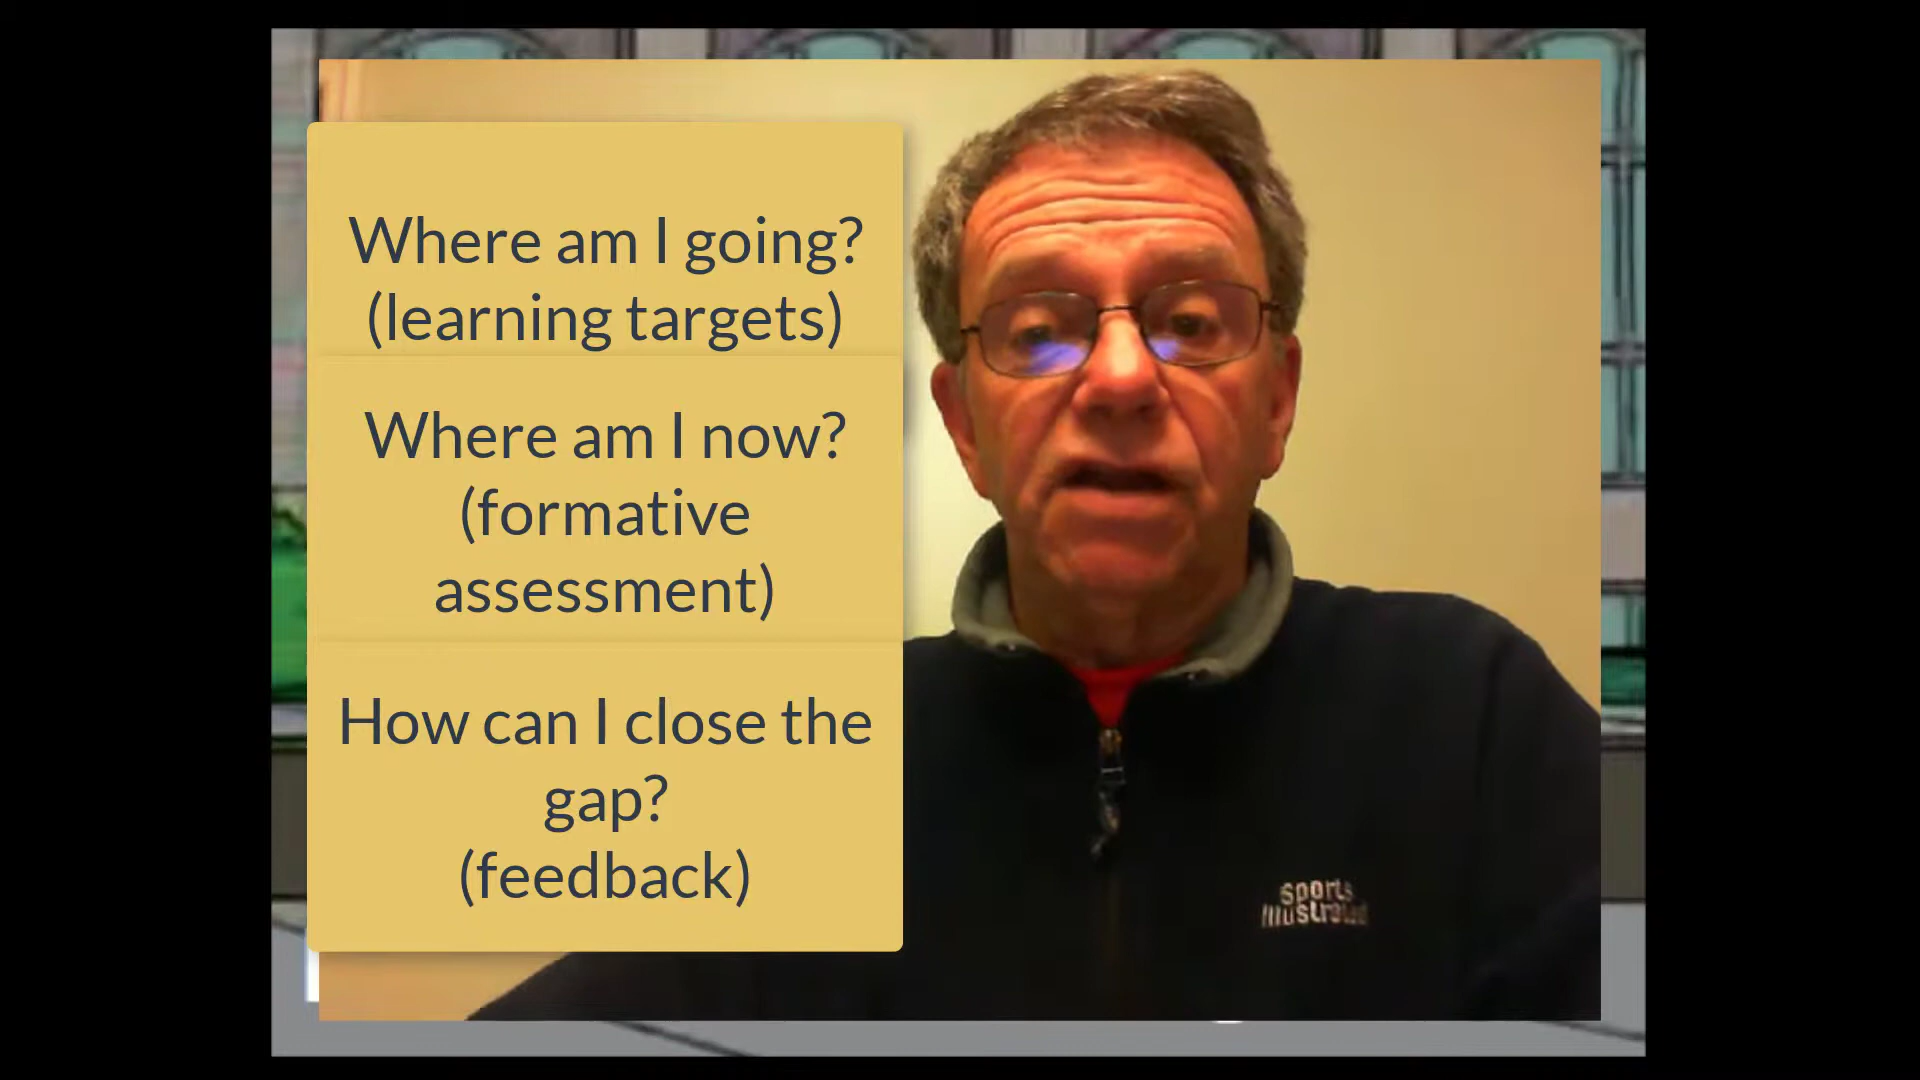 Where am I going?
(learning targets)
Where am I now?
(formative
assessment)
How can I close the
gap?
(feedback)
Sports
Illustrated